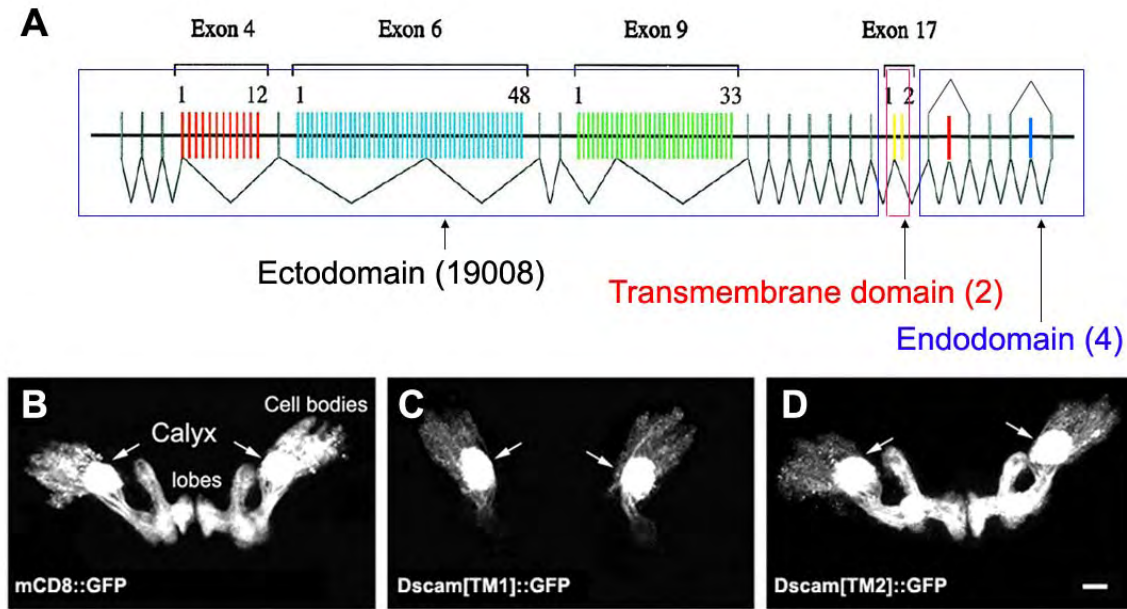 A
Exon 4 Exon 6 Exon 9 Exon 17
1 12 1 48 1 33 1 2
Ectodomain (19008)
Transmembrane domain (2)
Endodomain (4)
B Calyx lobes Cell bodies
mCD8::GFP
C
Dscam[TM1]::GFP
D
Dscam[TM2]::GFP